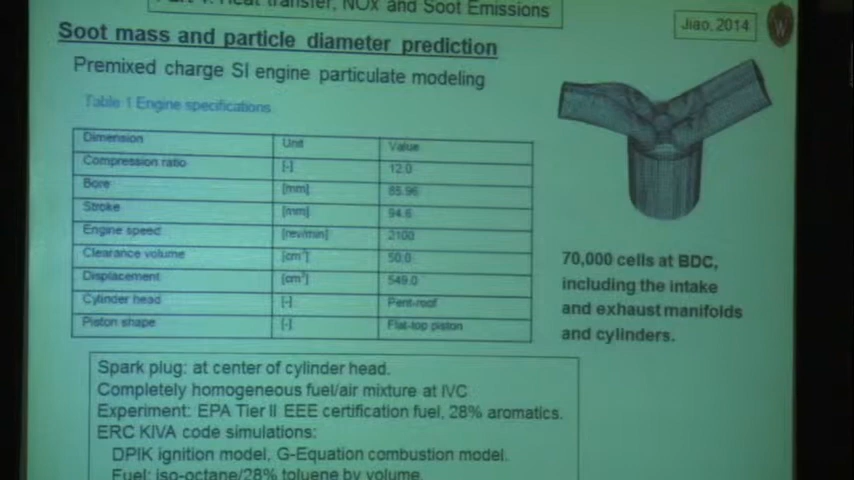 Heat transfer, NOx and Soot Emissions
Jiao, 2014
W
Soot mass and particle diameter prediction
Premixed charge SI engine particulate modeling
Table 1 Engine specifications
Dimension Unit Value
Compression ratio [-] 12.0
Bore [mm] 85.96
Stroke [mm] 94.6
Engine speed [rev/min] 2100
Clearance volume [cm³] 50.0
Displacement [cm³] 549.0
Cylinder head [-] Pent-roof
Piston shape [-] Flat-top piston
70,000 cells at BDC,
including the intake
and exhaust manifolds
and cylinders.
Spark plug: at center of cylinder head.
Completely homogeneous fuel/air mixture at IVC
Experiment: EPA Tier II EEE certification fuel, 28% aromatics.
ERC KIVA code simulations:
DPIK ignition model, G-Equation combustion model.
Fuel: iso-octane/28% toluene by volume